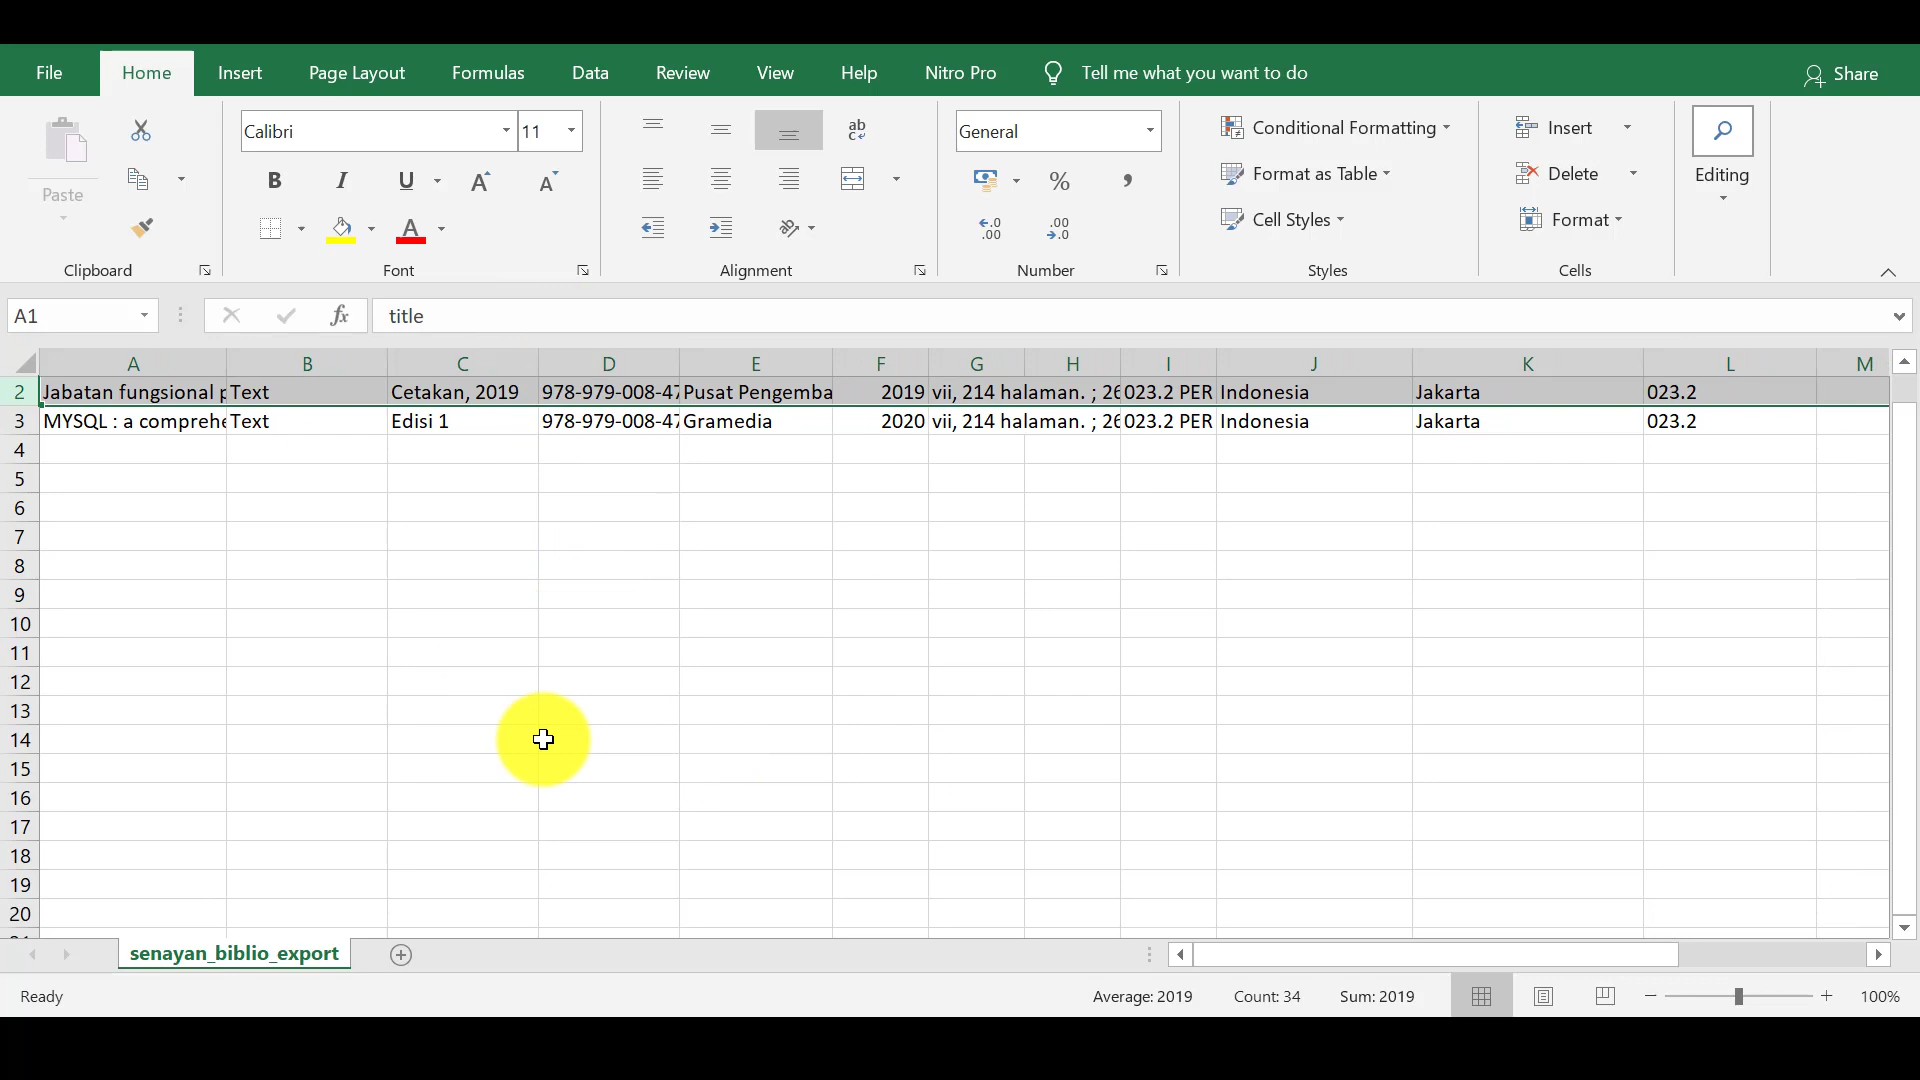 File Home Insert Page Layout Formulas Data Review View Help Nitro Pro Tell me what you want to do Share
Calibri 11 ab General Conditional Formatting Insert
Paste B I U A A % , Format as Table Delete Editing
A .00 .00 Cell Styles Format
Clipboard Font Alignment Number Styles Cells
A1 fx title
A B C D E F G H I J K L M
2 Jabatan fungsional p Text Cetakan, 2019 978-979-008-47 Pusat Pengemba 2019 vii, 214 halaman. ; 26 023.2 PER Indonesia Jakarta 023.2
3 MYSQL : a comprehe Text Edisi 1 978-979-008-47 Gramedia 2020 vii, 214 halaman. ; 26 023.2 PER Indonesia Jakarta 023.2
4
5
6
7
8
9
10
11
12
13
14
15
16
17
18
19
20
senayan_biblio_export
Ready Average: 2019 Count: 34 Sum: 2019 100%